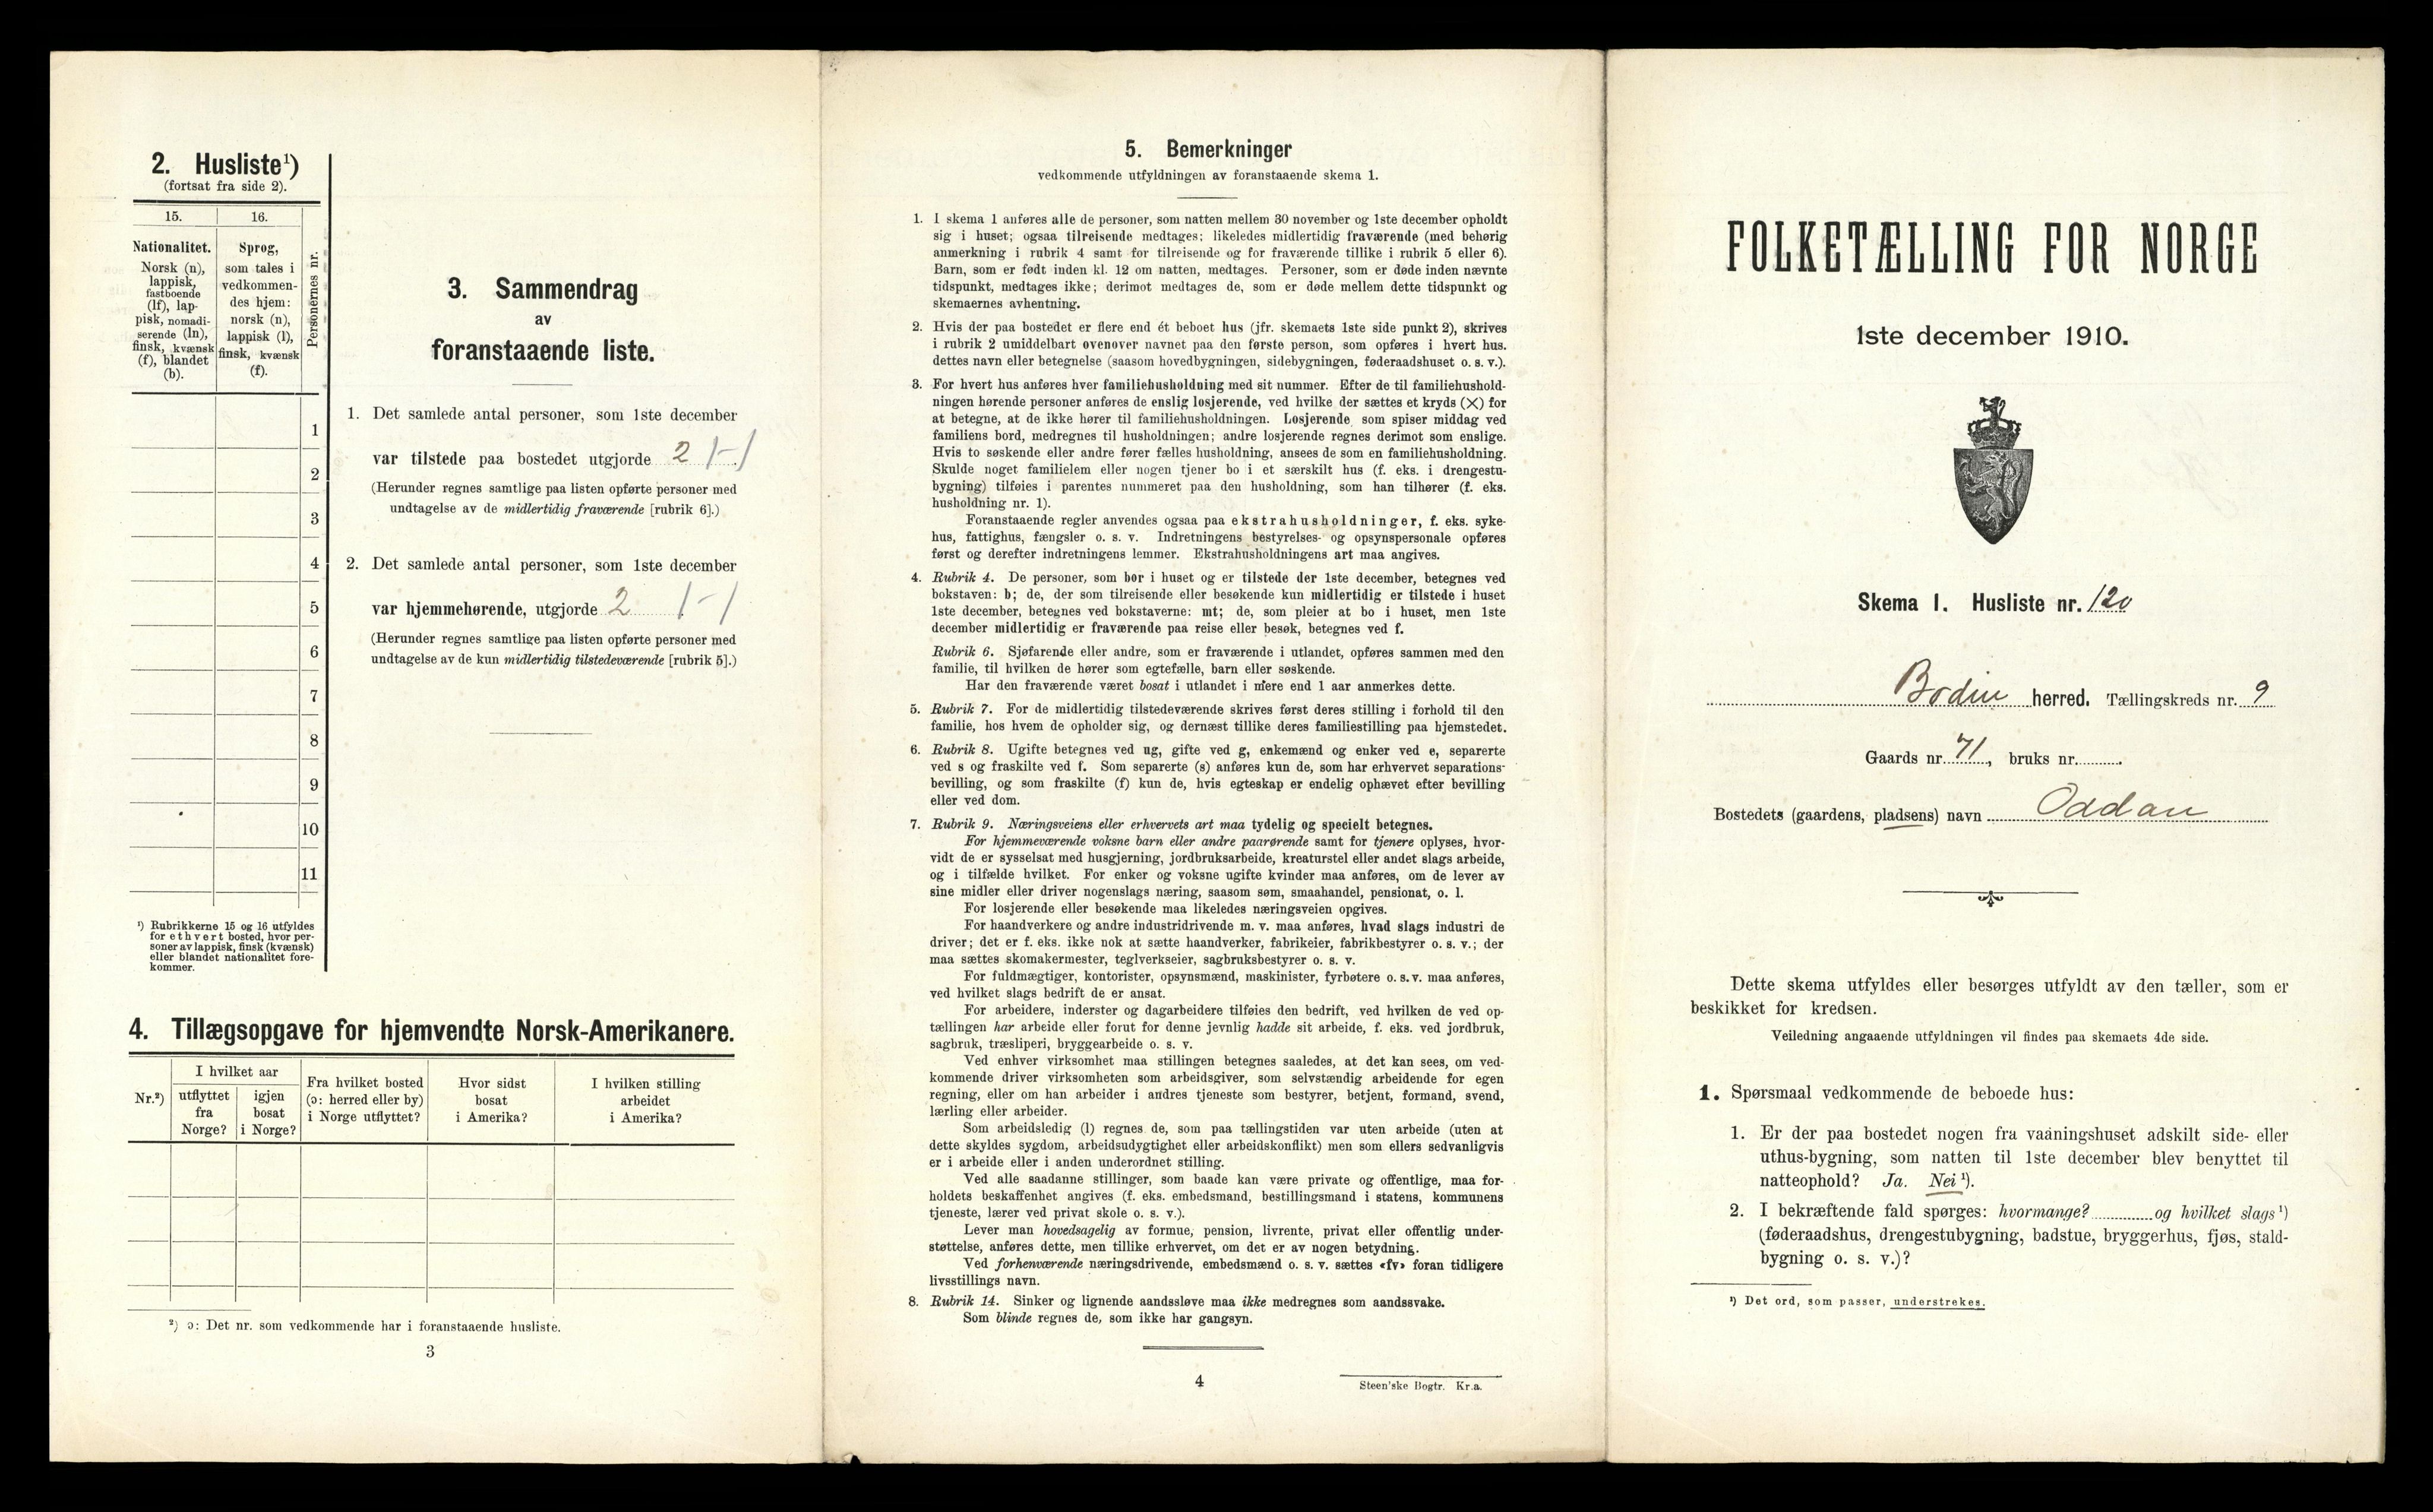 2. Husliste¹)
(fortsat fra side 2).
15. 16.
Nationalitet.
Norsk (n),
lappisk,
fastboende
(lf), lap-
pisk, nomadi-
serende (ln),
finsk, kvænsk
(f), blandet
(b).
Sprog,
som tales i
vedkommen-
des hjem:
norsk (n),
lappisk (l),
finsk, kvænsk
(f).
Personernes nr.
1
2
3
4
5
6
7
8
9
10
11
¹) Rubrikkerne 15 og 16 utfyldes
for ethvert bosted, hvor per-
soner av lappisk, finsk (kvænsk)
eller blandet nationalitet fore-
kommer.
3. Sammendrag
av
foranstaaende liste.
1. Det samlede antal personer, som 1ste december
var tilstede paa bostedet utgjorde 2 1-1
(Herunder regnes samtlige paa listen opførte personer med
undtagelse av de midlertidig fraværende [rubrik 6].)
2. Det samlede antal personer, som 1ste december
var hjemmehørende, utgjorde 2 1-1
(Herunder regnes samtlige paa listen opførte personer med
undtagelse av de kun midlertidig tilstedeværende [rubrik 5].)
4. Tillægsopgave for hjemvendte Norsk-Amerikanere.
Nr.²)
I hvilket aar
utflyttet
fra
Norge?
igjen
bosat
i Norge?
Fra hvilket bosted
(ɔ: herred eller by)
i Norge utflyttet?
Hvor sidst
bosat
i Amerika?
I hvilken stilling
arbeidet
i Amerika?
²) ɔ: Det nr. som vedkommende har i foranstaaende husliste.
3
5. Bemerkninger
vedkommende utfyldningen av foranstaaende skema 1.
1. I skema 1 anføres alle de personer, som natten mellem 30 november og 1ste december opholdt
sig i huset; ogsaa tilreisende medtages; likeledes midlertidig fraværende (med behørig
anmerkning i rubrik 4 samt for tilreisende og for fraværende tillike i rubrik 5 eller 6).
Barn, som er født inden kl. 12 om natten, medtages. Personer, som er døde inden nævnte
tidspunkt, medtages ikke; derimot medtages de, som er døde mellem dette tidspunkt og
skemaernes avhentning.
2. Hvis der paa bostedet er flere end ét beboet hus (jfr. skemaets 1ste side punkt 2), skrives
i rubrik 2 umiddelbart ovenover navnet paa den første person, som opføres i hvert hus.
dettes navn eller betegnelse (saasom hovedbygningen, sidebygningen, føderaadshuset o. s. v.).
3. For hvert hus anføres hver familiehusholdning med sit nummer. Efter de til familiehushold-
ningen hørende personer anføres de enslig losjerende, ved hvilke der sættes et kryds (×) for
at betegne, at de ikke hører til familiehusholdningen. Losjerende som spiser middag ved
familiens bord, medregnes til husholdningen; andre losjerende regnes derimot som enslige.
Hvis to søskende eller andre fører fælles husholdning, ansees de som en familiehusholdning.
Skulde noget familielem eller nogen tjener bo i et særskilt hus (f. eks. i drengestu-
bygning) tilføies i parentes nummeret paa den husholdning, som han tilhører (f. eks.
husholdning nr. 1).
Foranstaaende regler anvendes ogsaa paa ekstrahusholdninger, f. eks. syke-
hus, fattighus, fængsler o. s. v. Indretningens bestyrelses- og opsynspersonale opføres
først og derefter indretningens lemmer. Ekstrahusholdningens art maa angives.
4. Rubrik 4. De personer, som bor i huset og er tilstede der 1ste december, betegnes ved
bokstaven: b; de, der som tilreisende eller besøkende kun midlertidig er tilstede i huset
1ste december, betegnes ved bokstaverne: mt; de, som pleier at bo i huset, men 1ste
december midlertidig er fraværende paa reise eller besøk, betegnes ved f.
Rubrik 6. Sjøfarende eller andre, som er fraværende i utlandet, opføres sammen med den
familie, til hvilken de hører som egtefælle, barn eller søskende.
Har den fraværende været bosat i utlandet i mere end 1 aar anmerkes dette.
5. Rubrik 7. For de midlertidig tilstedeværende skrives først deres stilling i forhold til den
familie, hos hvem de opholder sig, og dernæst tillike deres familiestilling paa hjemstedet.
6. Rubrik 8. Ugifte betegnes ved ug, gifte ved g, enkemænd og enker ved e, separerte
ved s og fraskilte ved f. Som separerte (s) anføres kun de, som har erhvervet separations-
bevilling, og som fraskilte (f) kun de, hvis egteskap er endelig ophævet efter bevilling
eller ved dom.
7. Rubrik 9. Næringsveiens eller erhvervets art maa tydelig og specielt betegnes.
For hjemmeværende voksne barn eller andre paarørende samt for tjenere oplyses, hvor-
vidt de er sysselsat med husgjerning, jordbruksarbeide, kreaturstel eller andet slags arbeide,
og i tilfælde hvilket. For enker og voksne ugifte kvinder maa anføres, om de lever av
sine midler eller driver nogenslags næring, saasom søm, smaahandel, pensionat, o. l.
For losjerende eller besøkende maa likeledes næringsveien opgives.
For haandverkere og andre industridrivende m. v. maa anføres, hvad slags industri de
driver; det er f. eks. ikke nok at sætte haandverker, fabrikeier, fabrikbestyrer o. s. v.; der
maa sættes skomakermester, teglverkseier, sagbruksbestyrer o. s. v.
For fuldmægtiger, kontorister, opsynsmænd, maskinister, fyrbøtere o. s. v. maa anføres,
ved hvilket slags bedrift de er ansat.
For arbeidere, inderster og dagarbeidere tilføies den bedrift, ved hvilken de ved op-
tællingen har arbeide eller forut for denne jevnlig hadde sit arbeide, f. eks. ved jordbruk,
sagbruk, træsliperi, bryggearbeide o. s. v.
Ved enhver virksomhet maa stillingen betegnes saaledes, at det kan sees, om ved-
kommende driver virksomheten som arbeidsgiver, som selvstændig arbeidende for egen
regning, eller om han arbeider i andres tjeneste som bestyrer, betjent, formand, svend,
lærling eller arbeider.
Som arbeidsledig (l) regnes de, som paa tællingstiden var uten arbeide (uten at
dette skyldes sygdom, arbeidsudygtighet eller arbeidskonflikt) men som ellers sedvanligvis
er i arbeide eller i anden underordnet stilling.
Ved alle saadanne stillinger, som baade kan være private og offentlige, maa for-
holdets beskaffenhet angives (f. eks. embedsmand, bestillingsmand i statens, kommunens
tjeneste, lærer ved privat skole o. s. v.).
Lever man hovedsagelig av formue, pension, livrente, privat eller offentlig under-
støttelse, anføres dette, men tillike erhvervet, om det er av nogen betydning.
Ved forhenværende næringsdrivende, embedsmænd o. s. v. sættes «fv» foran tidligere
livsstillings navn.
8. Rubrik 14. Sinker og lignende aandssløve maa ikke medregnes som aandssvake.
Som blinde regnes de, som ikke har gangsyn.
4
Steen'ske Bogtr. Kr.a.
FOLKETÆLLING FOR NORGE
1ste december 1910.
Skema 1. Husliste nr. 120
Bodin herred. Tællingskreds nr. 9
Gaards nr. 71, bruks nr.
Bostedets (gaardens, pladsens) navn Oddan
Dette skema utfyldes eller besørges utfyldt av den tæller, som er
beskikket for kredsen.
Veiledning angaaende utfyldningen vil findes paa skemaets 4de side.
1. Spørsmaal vedkommende de beboede hus:
1. Er der paa bostedet nogen fra vaaningshuset adskilt side- eller
uthus-bygning, som natten til 1ste december blev benyttet til
natteophold? Ja. Nei ¹).
2. I bekræftende fald spørges: hvormange? og hvilket slags ¹)
(føderaadshus, drengestubygning, badstue, bryggerhus, fjøs, stald-
bygning o. s. v.)?
¹) Det ord, som passer, understrekes.